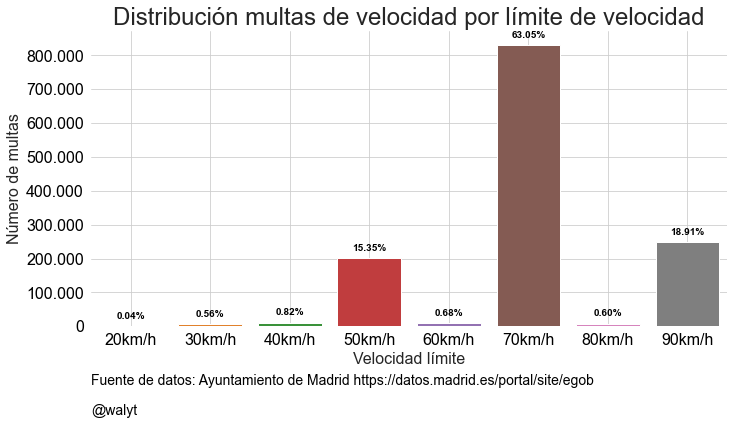 Distribución multas de velocidad por límite de velocidad
Número de multas
800.000
700.000
600.000
500.000
400.000
300.000
200.000
100.000
0
0.04%
0.56%
0.82%
15.35%
0.68%
63.05%
0.60%
18.91%
20km/h
30km/h
40km/h
50km/h
60km/h
70km/h
80km/h
90km/h
Velocidad límite
Fuente de datos: Ayuntamiento de Madrid https://datos.madrid.es/portal/site/egob
@walyt